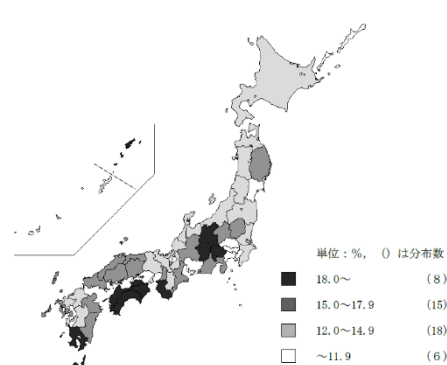 単位：%， （）は分布数
18.0～ （8）
15.0～17.9 （15）
12.0～14.9 （18）
～11.9 （6）